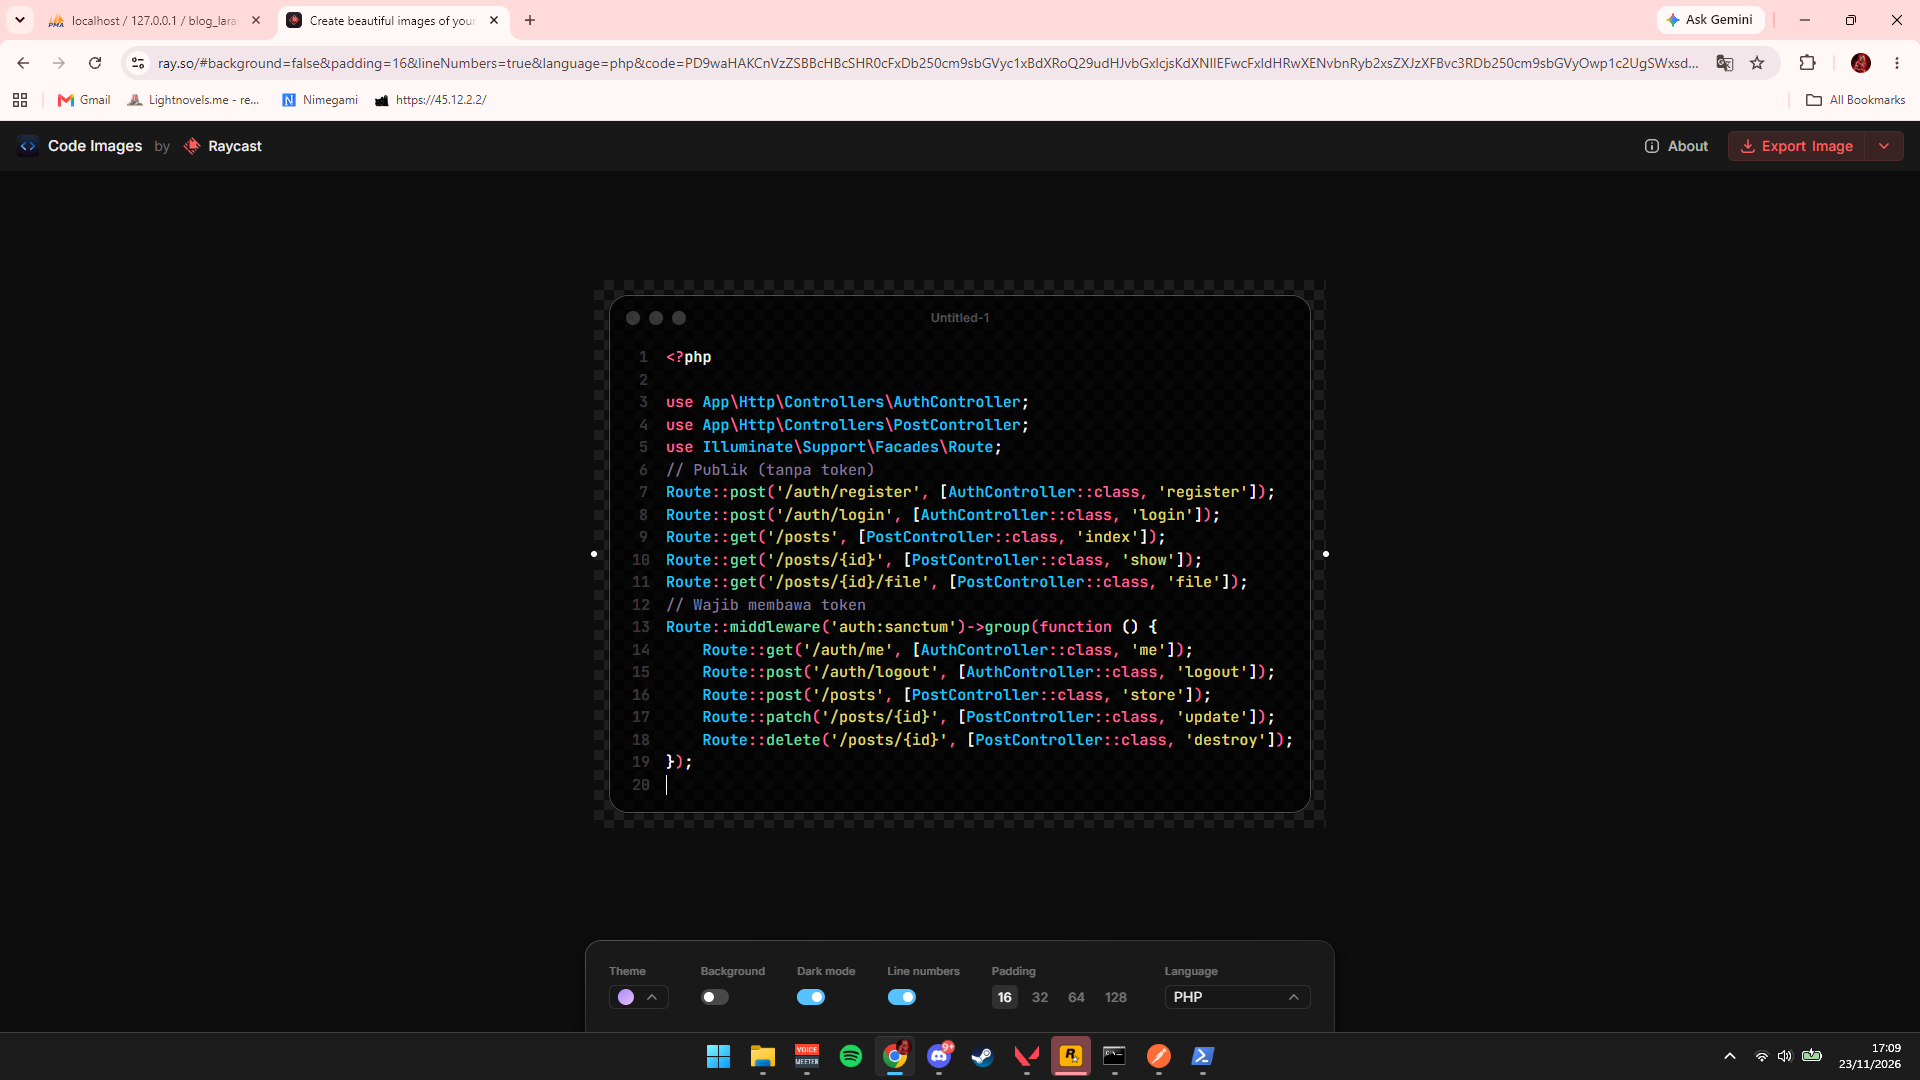 localhost / 127.0.0.1 / blog_lara
Create beautiful images of your
Ask Gemini
ray.so/#background=false&padding=16&lineNumbers=true&language=php&code=PD9waHAKCnVzZSBBcHBcSHR0cFxDb250cm9sbGVyc1xBdXRoQ29udHJvbGxlcjsKdXNlIEFwcFxIdHRwXENvbnRyb2xsZXJzXFBvc3RDb250cm9sbGVyOwp1c2UgSWxsd...
Gmail
Lightnovels.me - re...
Nimegami
https://45.12.2.2/
All Bookmarks
Code Images by Raycast
About
Export Image
Untitled-1
1 <?php
2
3 use App\Http\Controllers\AuthController;
4 use App\Http\Controllers\PostController;
5 use Illuminate\Support\Facades\Route;
6 // Publik (tanpa token)
7 Route::post('/auth/register', [AuthController::class, 'register']);
8 Route::post('/auth/login', [AuthController::class, 'login']);
9 Route::get('/posts', [PostController::class, 'index']);
10 Route::get('/posts/{id}', [PostController::class, 'show']);
11 Route::get('/posts/{id}/file', [PostController::class, 'file']);
12 // Wajib membawa token
13 Route::middleware('auth:sanctum')->group(function () {
14     Route::get('/auth/me', [AuthController::class, 'me']);
15     Route::post('/auth/logout', [AuthController::class, 'logout']);
16     Route::post('/posts', [PostController::class, 'store']);
17     Route::patch('/posts/{id}', [PostController::class, 'update']);
18     Route::delete('/posts/{id}', [PostController::class, 'destroy']);
19 });
20
Theme
Background
Dark mode
Line numbers
Padding
Language
16 32 64 128
PHP
VOICE
MEETER
9+
17:09
23/11/2026